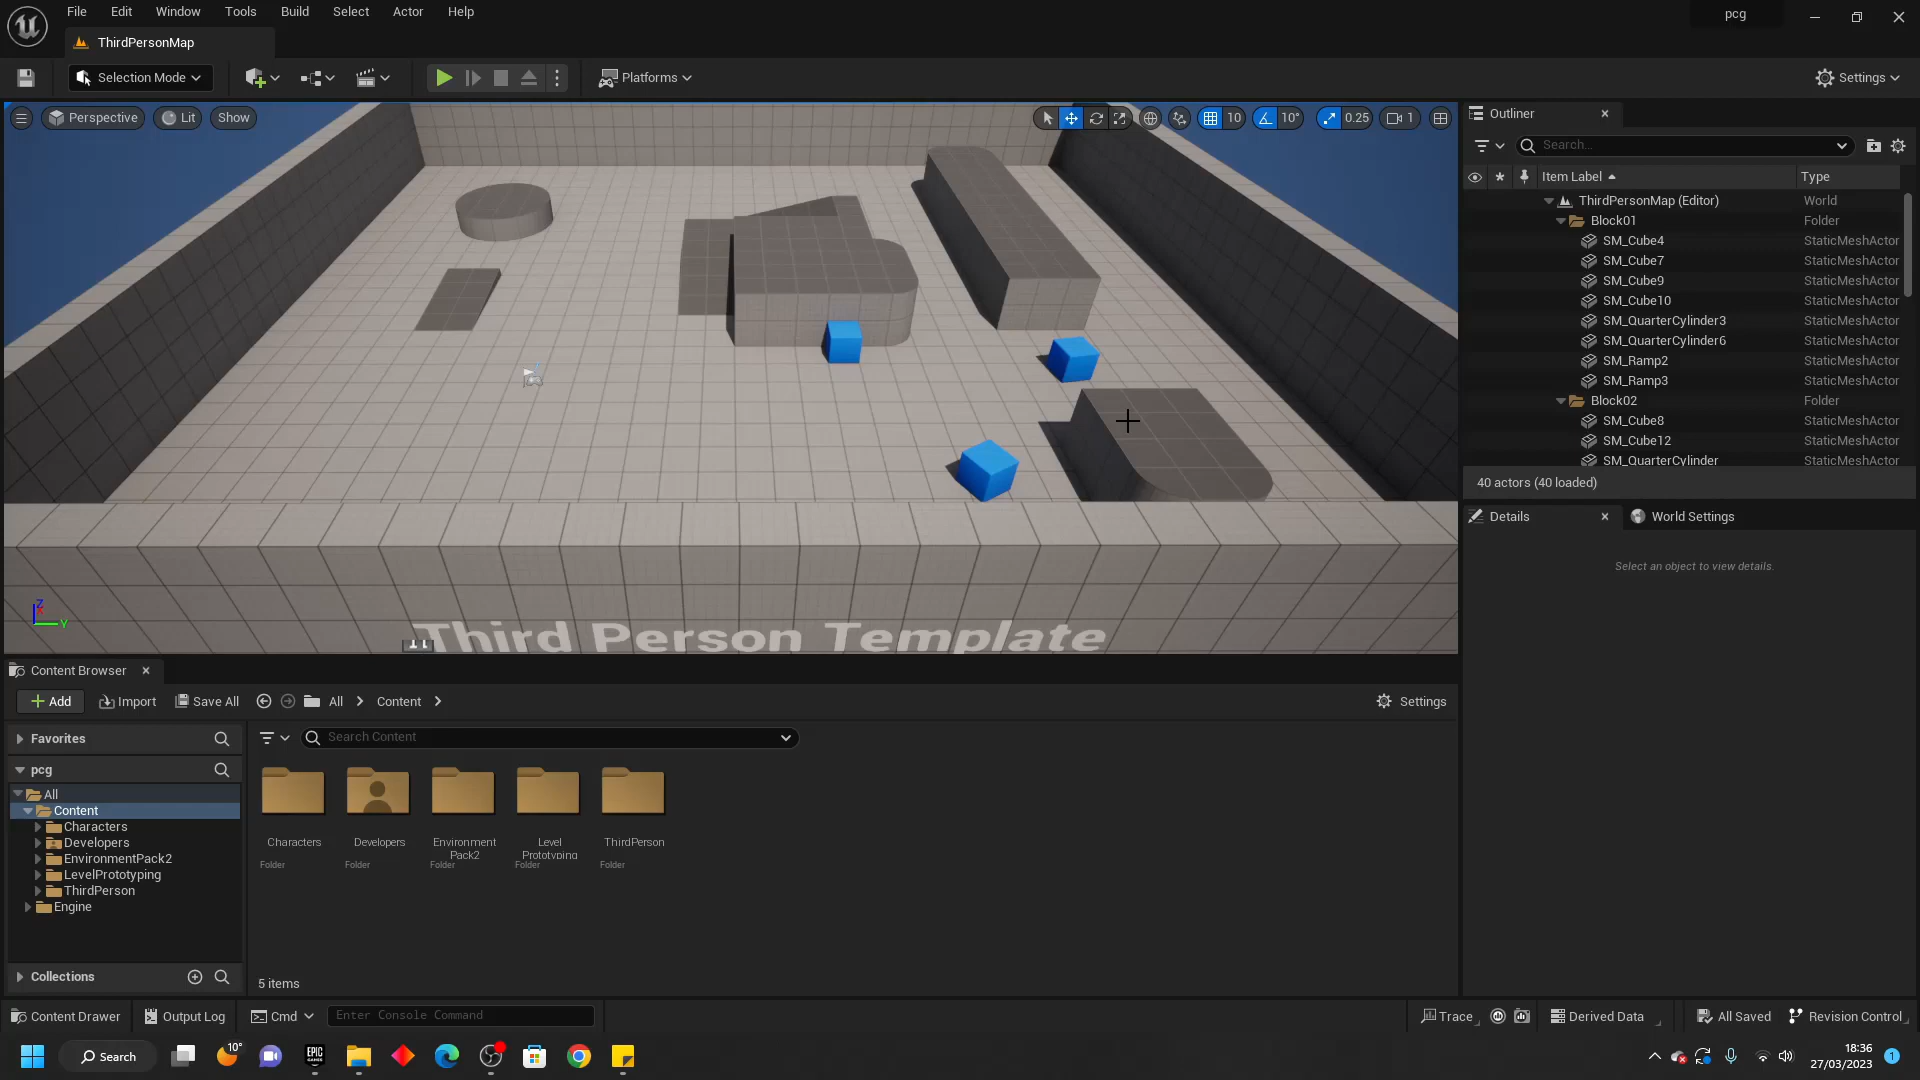 File Edit Window Tools Build Select Actor Help
pcg
ThirdPersonMap
Selection Mode
Platforms
Settings
Perspective
Lit
Show
10
10°
0.25
1
Third Person Template
Z
Y
Outliner
Search...
Item Label
Type
ThirdPersonMap (Editor) World
Block01 Folder
SM_Cube4 StaticMeshActor
SM_Cube7 StaticMeshActor
SM_Cube9 StaticMeshActor
SM_Cube10 StaticMeshActor
SM_QuarterCylinder3 StaticMeshActor
SM_QuarterCylinder6 StaticMeshActor
SM_Ramp2 StaticMeshActor
SM_Ramp3 StaticMeshActor
Block02 Folder
SM_Cube8 StaticMeshActor
SM_Cube12 StaticMeshActor
SM_QuarterCylinder StaticMeshActor
40 actors (40 loaded)
Details
World Settings
Select an object to view details.
Content Browser
Add
Import
Save All
All
Content
Settings
Favorites
pcg
All
Content
Characters
Developers
EnvironmentPack2
LevelPrototyping
ThirdPerson
Engine
Collections
Search Content
Characters
Folder
Developers
Folder
Environment
Pack2
Folder
Level
Prototyping
Folder
ThirdPerson
Folder
5 items
Content Drawer
Output Log
Cmd
Enter Console Command
Trace
Derived Data
All Saved
Revision Control
10°
Search
EPIC
GAMES
18:36
27/03/2023
1